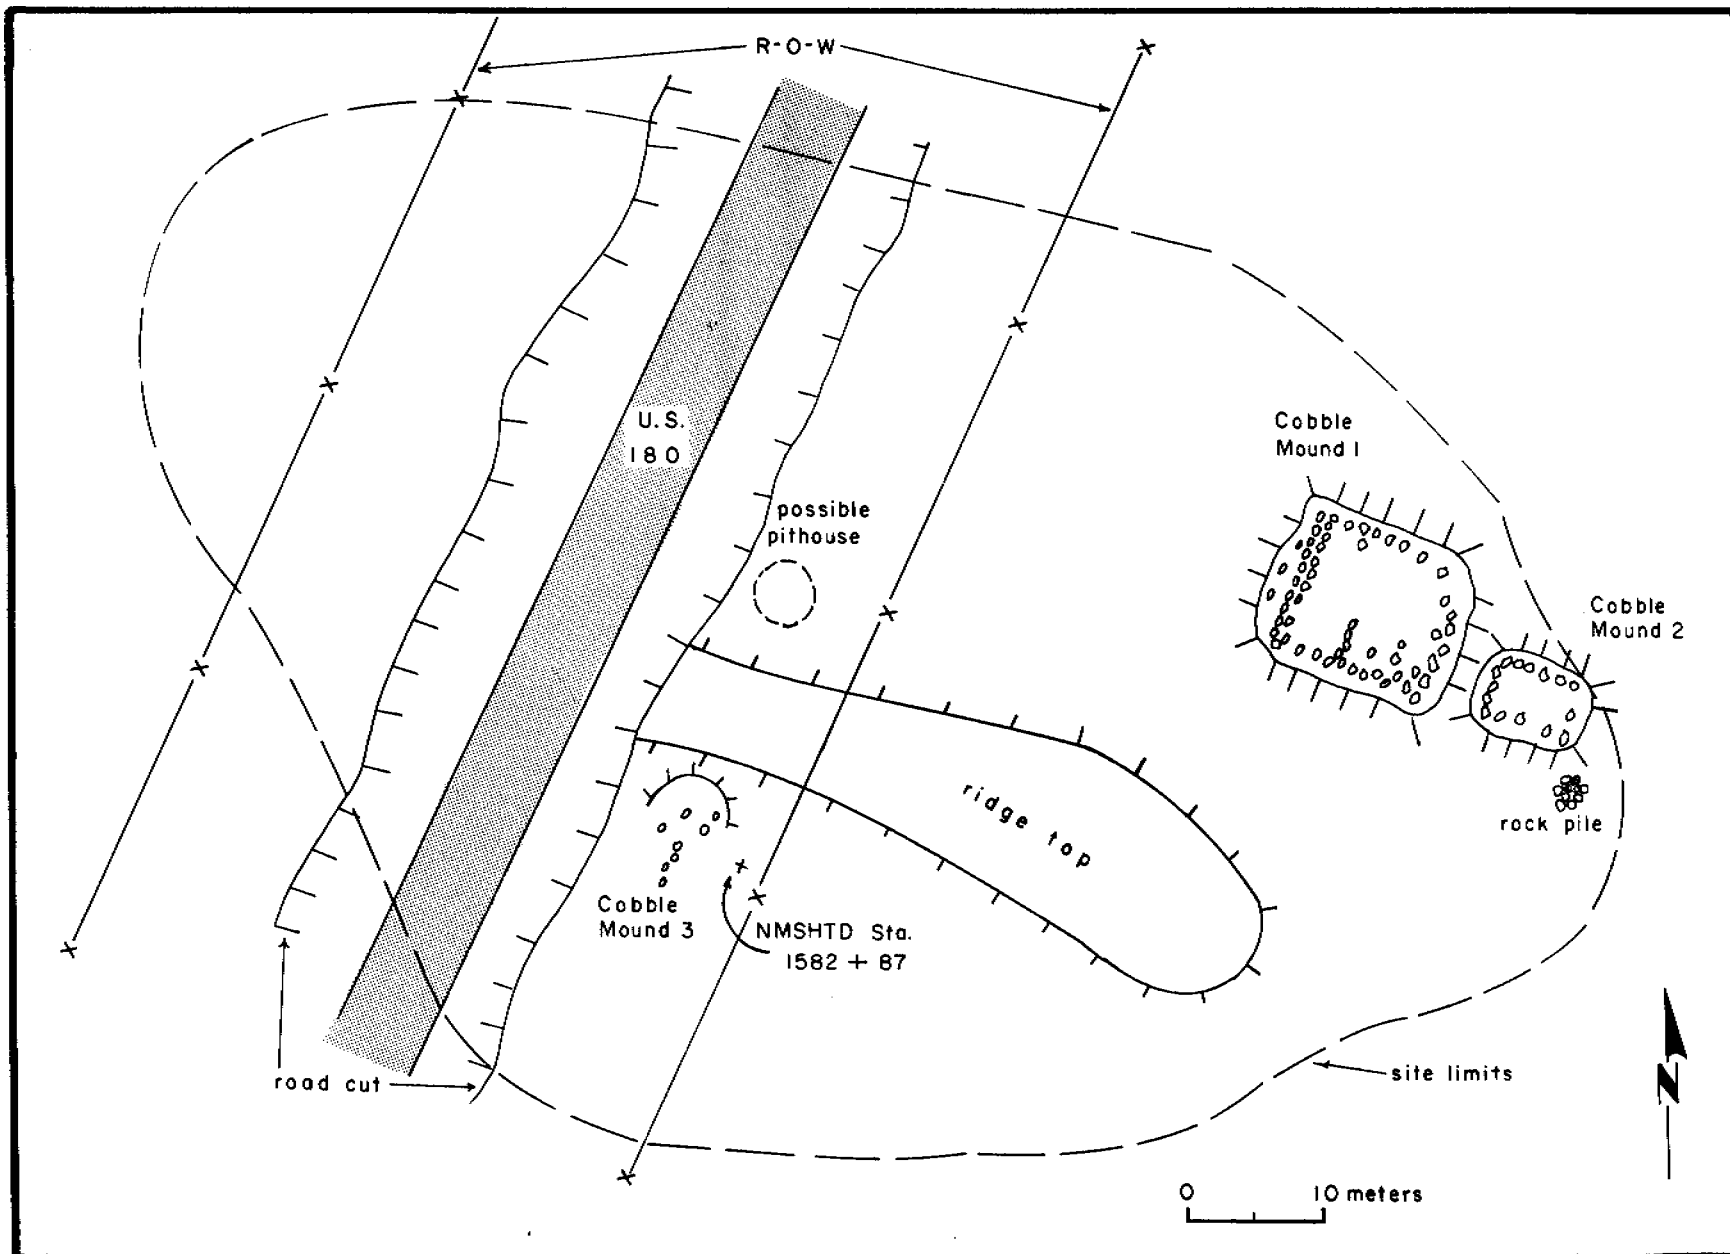 R-O-W
U.S.
180
Cobble
Mound 1
possible
pithouse
Cobble
Mound 2
ridge top
rock pile
Cobble
Mound 3
NMSHTD Sta.
1582 + 87
road cut
site limits
N
0 10 meters